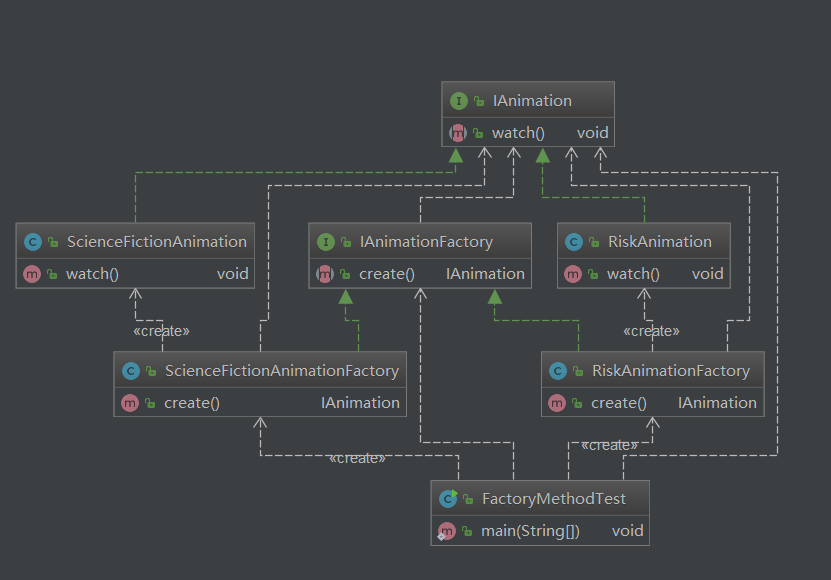 IAnimation
watch() void
ScienceFictionAnimation
watch() void
IAnimationFactory
create() IAnimation
RiskAnimation
watch() void
«create»
«create»
ScienceFictionAnimationFactory
create() IAnimation
RiskAnimationFactory
create() IAnimation
«create»
«create»
FactoryMethodTest
main(String[]) void